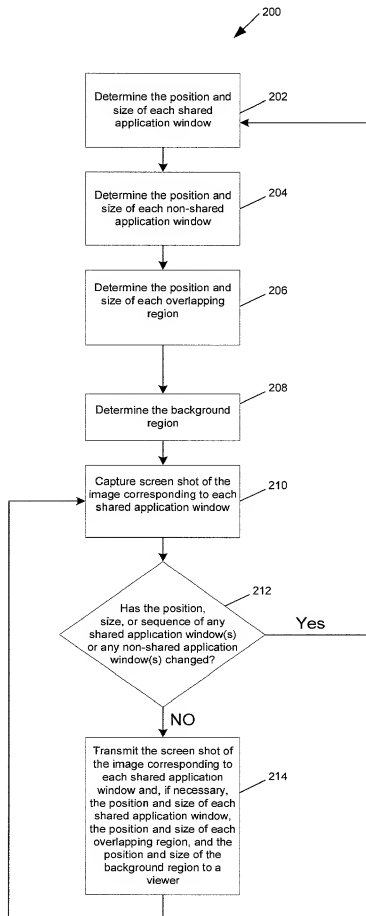 200
Determine the position and
size of each shared
application window
202
Determine the position and
size of each non-shared
application window
204
Determine the position and
size of each overlapping
region
206
Determine the background
region
208
Capture screen shot of the
image corresponding to each
shared application window
210
Has the position,
size, or sequence of any
shared application window(s)
or any non-shared application
window(s) changed?
212
Yes
NO
Transmit the screen shot of
the image corresponding to
each shared application
window and, if necessary,
the position and size of each
shared application window,
the position and size of each
overlapping region, and the
position and size of the
background region to a
viewer
214